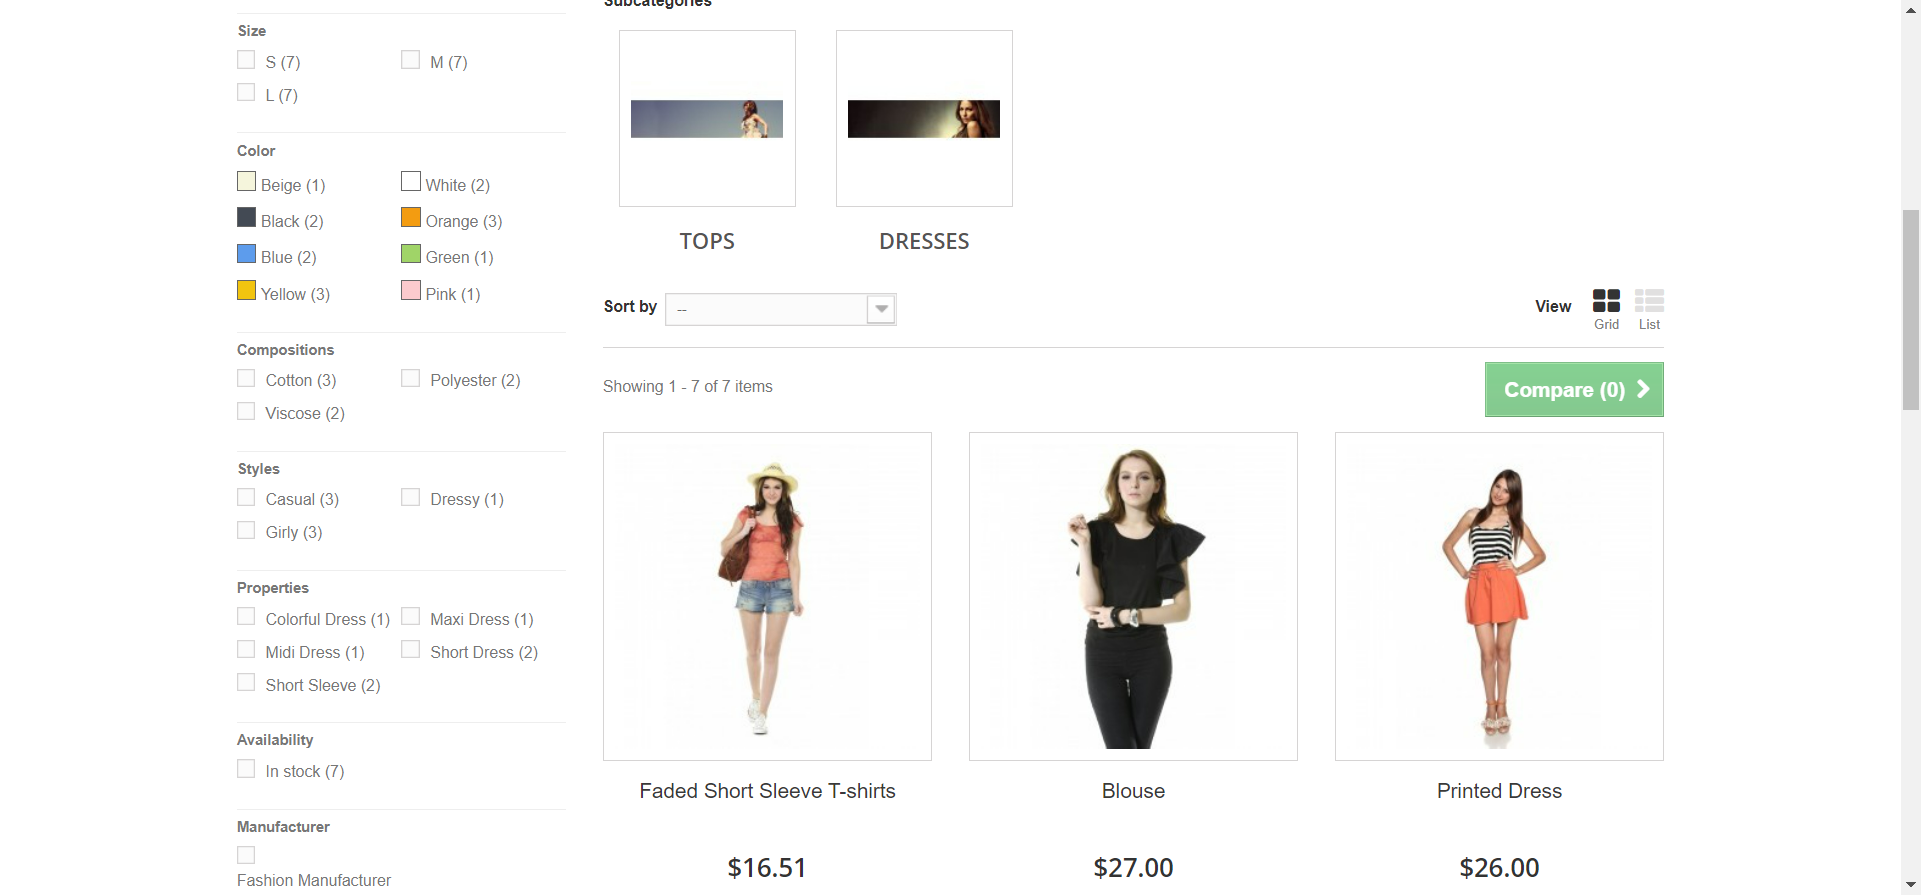 Subcategories
Size
S (7)
M (7)
L (7)
Color
Beige (1)
White (2)
Black (2)
Orange (3)
Blue (2)
Green (1)
Yellow (3)
Pink (1)
Compositions
Cotton (3)
Polyester (2)
Viscose (2)
Styles
Casual (3)
Dressy (1)
Girly (3)
Properties
Colorful Dress (1)
Maxi Dress (1)
Midi Dress (1)
Short Dress (2)
Short Sleeve (2)
Availability
In stock (7)
Manufacturer
Fashion Manufacturer
TOPS
DRESSES
Sort by
--
View
Grid
List
Showing 1 - 7 of 7 items
Compare (0)
Faded Short Sleeve T-shirts
Blouse
Printed Dress
$16.51
$27.00
$26.00